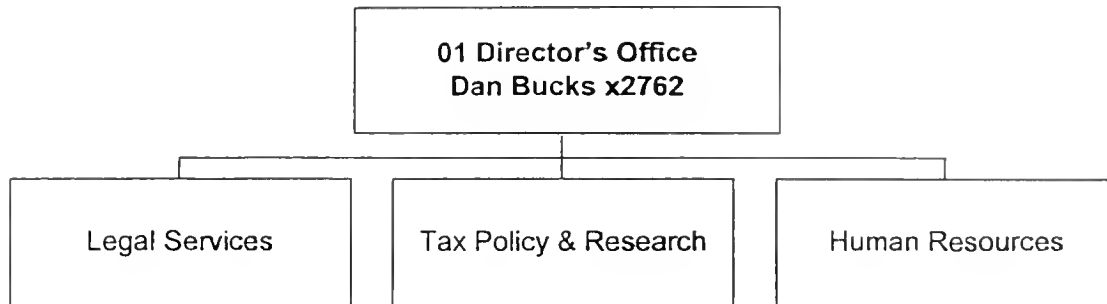 01 Director's Office
Dan Bucks x2762
Legal Services
Tax Policy & Research
Human Resources